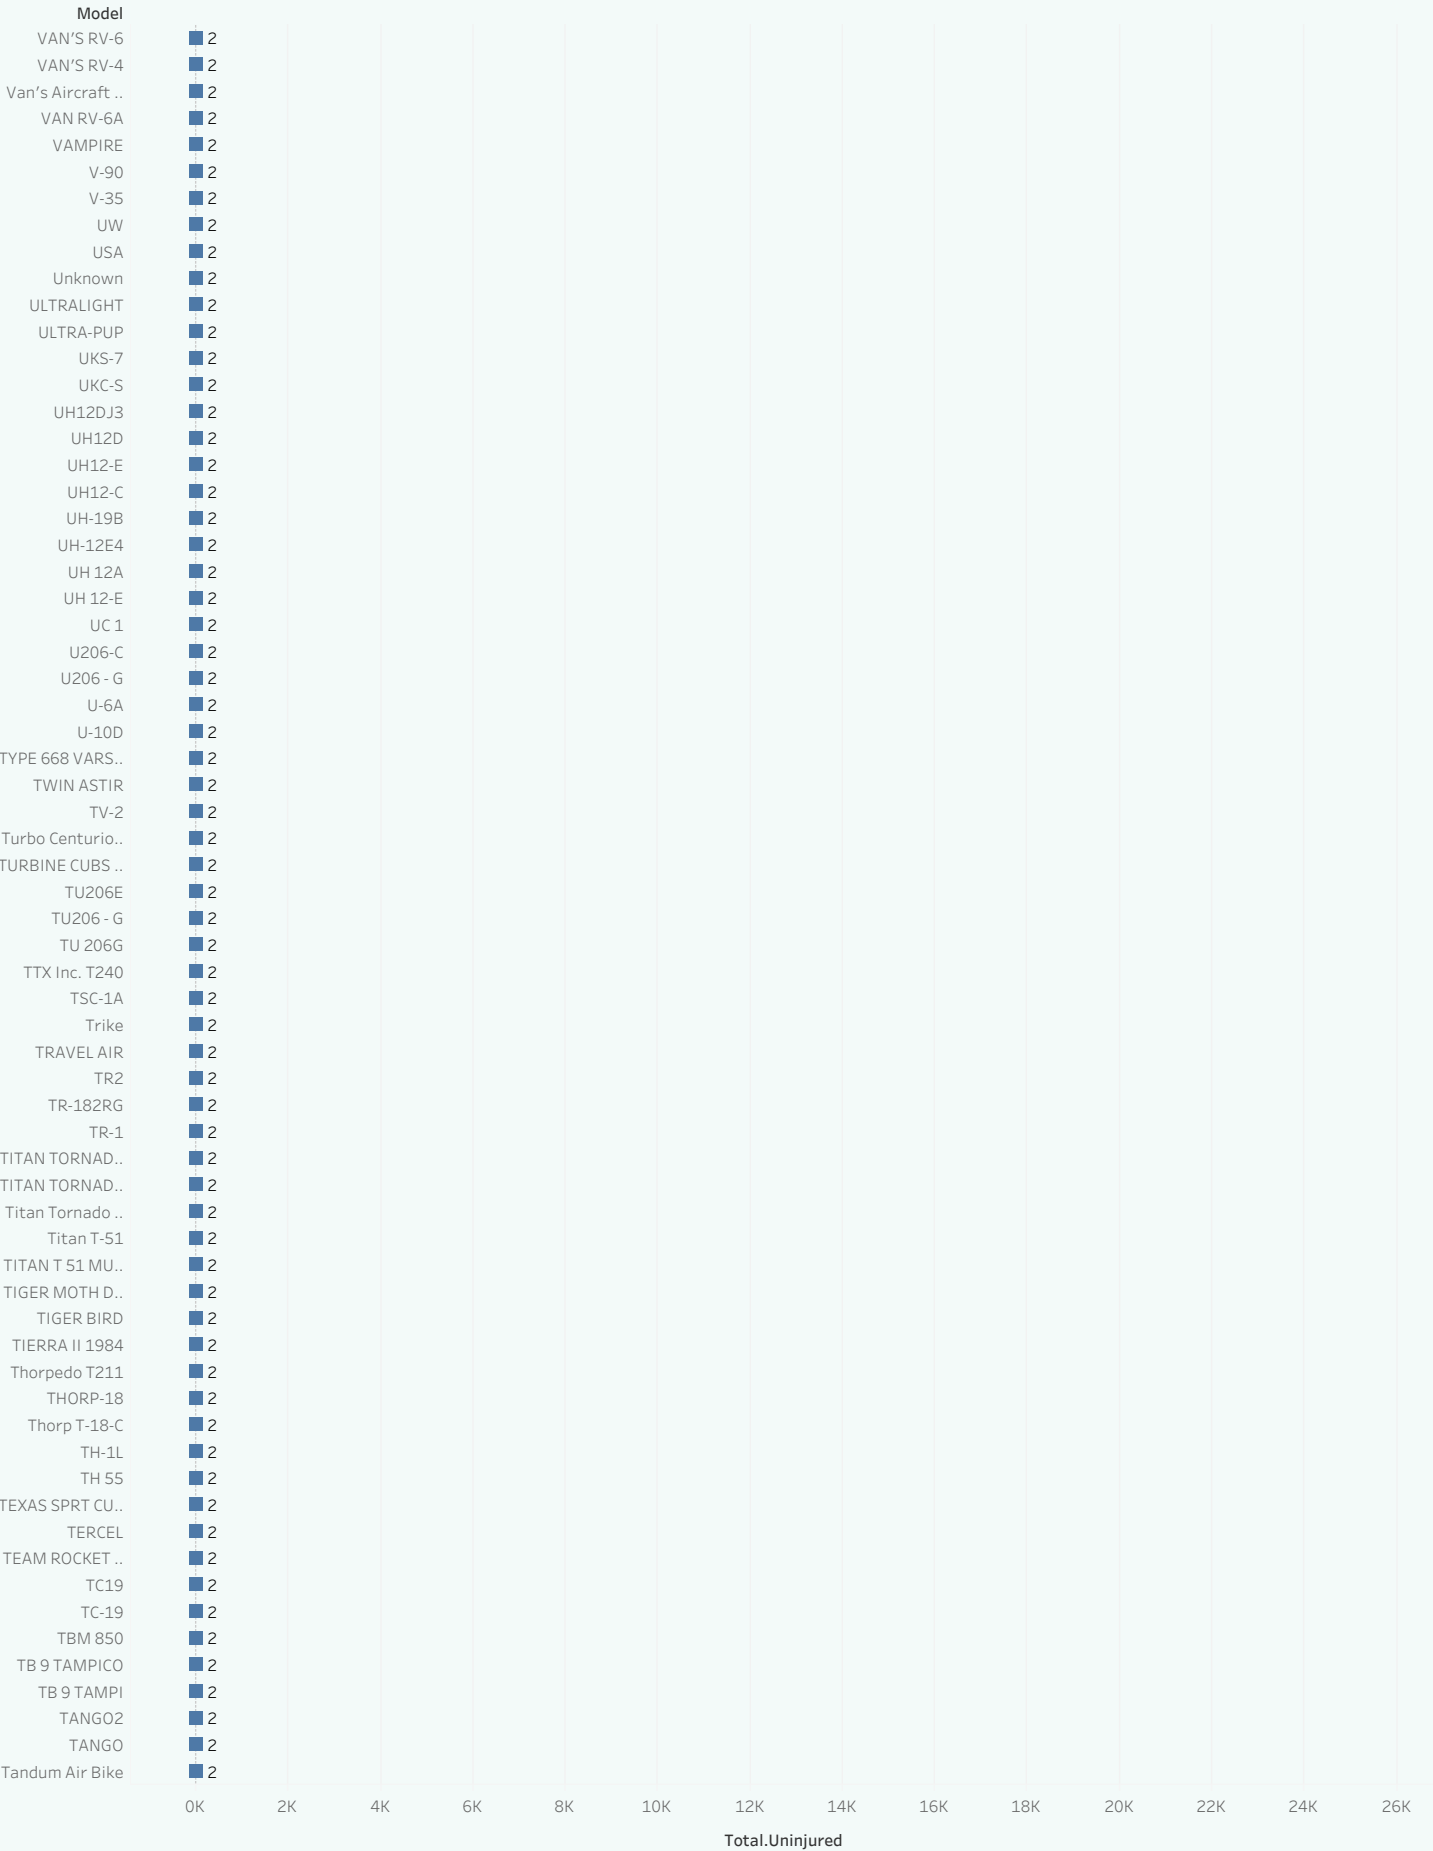 Model
VAN'S RV-6 2
VAN'S RV-4 2
Van's Aircraft .. 2
VAN RV-6A 2
VAMPIRE 2
V-90 2
V-35 2
UW 2
USA 2
Unknown 2
ULTRALIGHT 2
ULTRA-PUP 2
UKS-7 2
UKC-S 2
UH12DJ3 2
UH12D 2
UH12-E 2
UH12-C 2
UH-19B 2
UH-12E4 2
UH 12A 2
UH 12-E 2
UC 1 2
U206-C 2
U206 - G 2
U-6A 2
U-10D 2
TYPE 668 VARS.. 2
TWIN ASTIR 2
TV-2 2
Turbo Centurio.. 2
TURBINE CUBS .. 2
TU206E 2
TU206 - G 2
TU 206G 2
TTX Inc. T240 2
TSC-1A 2
Trike 2
TRAVEL AIR 2
TR2 2
TR-182RG 2
TR-1 2
TITAN TORNAD.. 2
TITAN TORNAD.. 2
Titan Tornado .. 2
Titan T-51 2
TITAN T 51 MU.. 2
TIGER MOTH D.. 2
TIGER BIRD 2
TIERRA II 1984 2
Thorpedo T211 2
THORP-18 2
Thorp T-18-C 2
TH-1L 2
TH 55 2
TEXAS SPRT CU.. 2
TERCEL 2
TEAM ROCKET .. 2
TC19 2
TC-19 2
TBM 850 2
TB 9 TAMPICO 2
TB 9 TAMPI 2
TANGO2 2
TANGO 2
Tandum Air Bike 2
0K 2K 4K 6K 8K 10K 12K 14K 16K 18K 20K 22K 24K 26K
Total.Uninjured